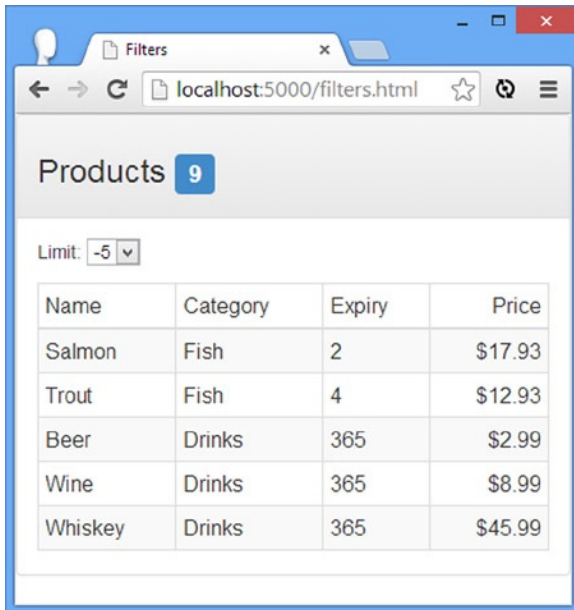 Filters
localhost:5000/filters.html
Products 9
Limit: -5
Name Category Expiry Price
Salmon Fish 2 $17.93
Trout Fish 4 $12.93
Beer Drinks 365 $2.99
Wine Drinks 365 $8.99
Whiskey Drinks 365 $45.99